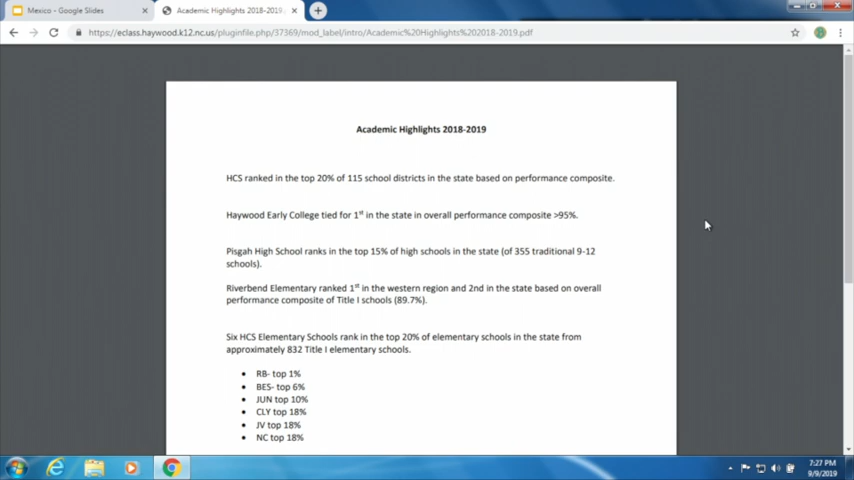 Mexico - Google Slides
Academic Highlights 2018-2019
https://eclass.haywood.k12.nc.us/pluginfile.php/37369/mod_label/intro/Academic%20Highlights%202018-2019.pdf
Academic Highlights 2018-2019
HCS ranked in the top 20% of 115 school districts in the state based on performance composite.
Haywood Early College tied for 1st in the state in overall performance composite >95%.
Pisgah High School ranks in the top 15% of high schools in the state (of 355 traditional 9-12
schools).
Riverbend Elementary ranked 1st in the western region and 2nd in the state based on overall
performance composite of Title I schools (89.7%).
Six HCS Elementary Schools rank in the top 20% of elementary schools in the state from
approximately 832 Title I elementary schools.
• RB- top 1%
• BES- top 6%
• JUN top 10%
• CLY top 18%
• JV top 18%
• NC top 18%
7:27 PM
9/9/2019